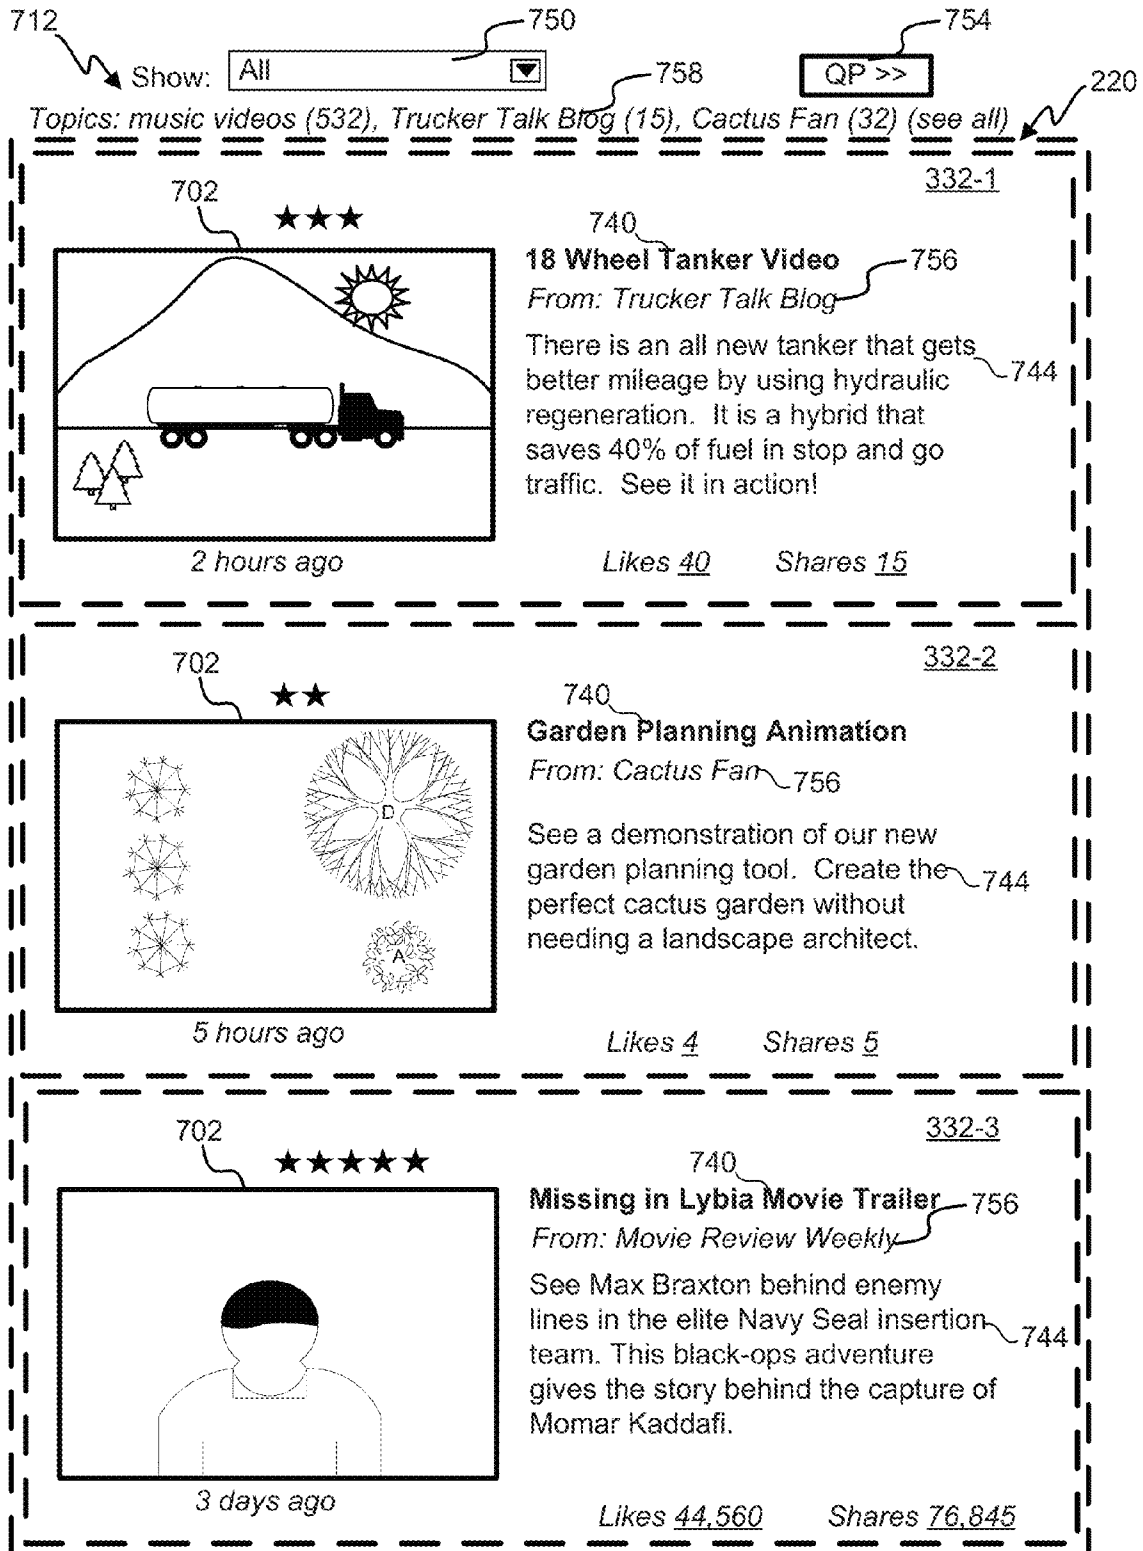 712
750
754
Show: All
QP >>
758
220
Topics: music videos (532), Trucker Talk Blog (15), Cactus Fan (32) (see all)
332-1
702
★★★
740
18 Wheel Tanker Video
756
From: Trucker Talk Blog
There is an all new tanker that gets
744
better mileage by using hydraulic
regeneration. It is a hybrid that
saves 40% of fuel in stop and go
traffic. See it in action!
2 hours ago
Likes 40 Shares 15
332-2
702
★★
740
Garden Planning Animation
From: Cactus Fan
756
D
See a demonstration of our new
garden planning tool. Create the
744
perfect cactus garden without
needing a landscape architect.
A
5 hours ago
Likes 4 Shares 5
332-3
702
★★★★★
740
Missing in Lybia Movie Trailer
756
From: Movie Review Weekly
See Max Braxton behind enemy
lines in the elite Navy Seal insertion
744
team. This black-ops adventure
gives the story behind the capture of
Momar Kaddafi.
3 days ago
Likes 44,560 Shares 76,845